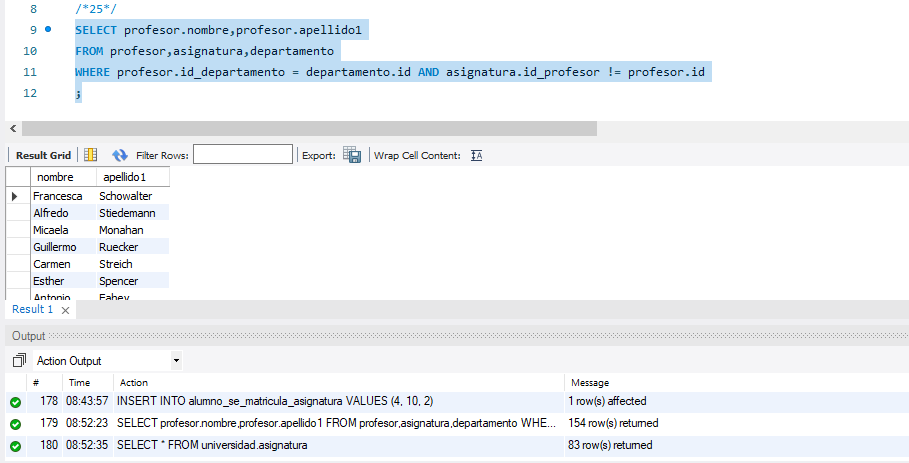 8 /*25*/
9 SELECT profesor.nombre,profesor.apellido1
10 FROM profesor,asignatura,departamento
11 WHERE profesor.id_departamento = departamento.id AND asignatura.id_profesor != profesor.id
12 ;
Result Grid Filter Rows: Export: Wrap Cell Content: IA
nombre apellido1
Francesca Schowalter
Alfredo Stiedemann
Micaela Monahan
Guillermo Ruecker
Carmen Streich
Esther Spencer
Antonio Fahey
Result 1
Output
Action Output
# Time Action Message
178 08:43:57 INSERT INTO alumno_se_matricula_asignatura VALUES (4, 10, 2) 1 row(s) affected
179 08:52:23 SELECT profesor.nombre,profesor.apellido1 FROM profesor,asignatura,departamento WHE... 154 row(s) returned
180 08:52:35 SELECT * FROM universidad.asignatura 83 row(s) returned